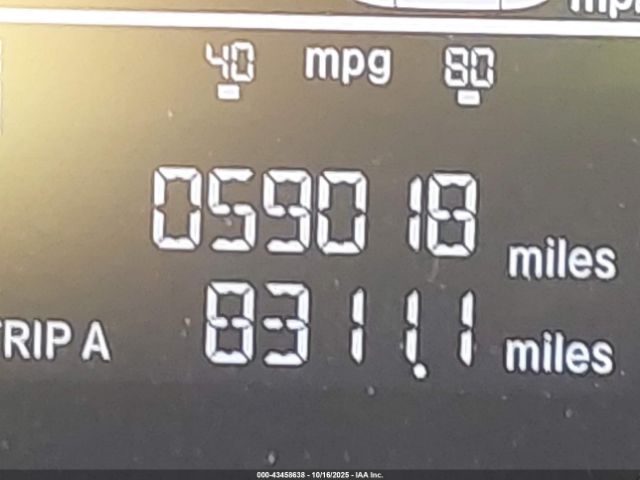 40 mpg 80
059018 miles
TRIP A 8311.1 miles
000-43458638 - 10/16/2025 - IAA Inc.